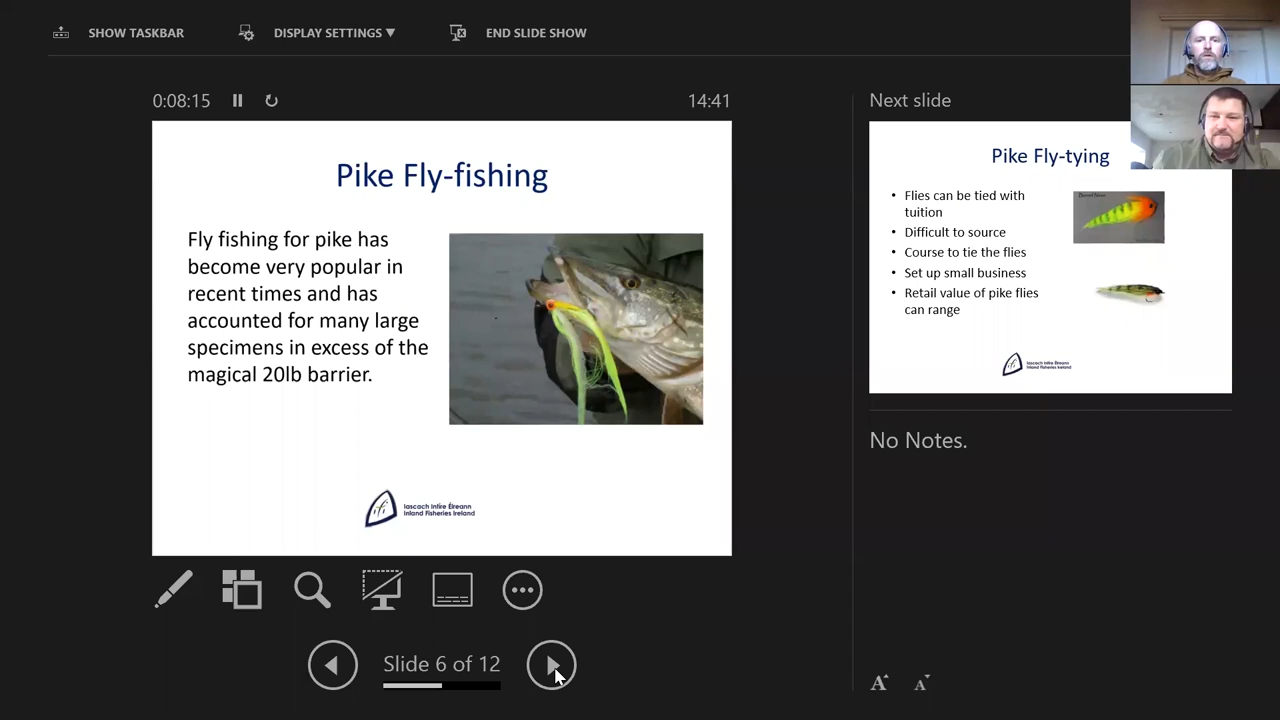 SHOW TASKBAR
DISPLAY SETTINGS ▼
END SLIDE SHOW
0:08:15
14:41
Next slide
Pike Fly-fishing
Fly fishing for pike has
become very popular in
recent times and has
accounted for many large
specimens in excess of the
magical 20lb barrier.
Iascach Intíre Éireann
Inland Fisheries Ireland
Pike Fly-tying
• Flies can be tied with
tuition
• Difficult to source
• Course to tie the flies
• Set up small business
• Retail value of pike flies
can range
Iascach Intíre Éireann
Inland Fisheries Ireland
No Notes.
Slide 6 of 12
A A